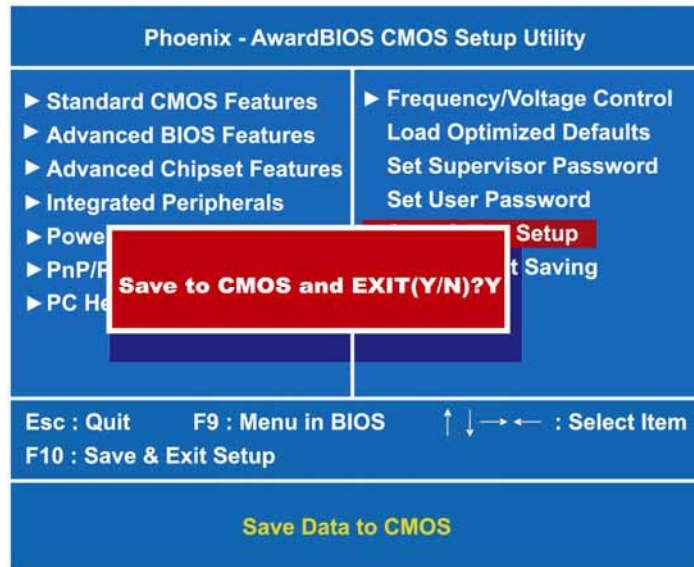 Phoenix - AwardBIOS CMOS Setup Utility
► Standard CMOS Features
► Advanced BIOS Features
► Advanced Chipset Features
► Integrated Peripherals
► Powe
► PnP/P
► PC He
► Frequency/Voltage Control
Load Optimized Defaults
Set Supervisor Password
Set User Password
Setup
t Saving
Save to CMOS and EXIT(Y/N)?Y
Esc : Quit F9 : Menu in BIOS ↑ ↓ → ← : Select Item
F10 : Save & Exit Setup
Save Data to CMOS